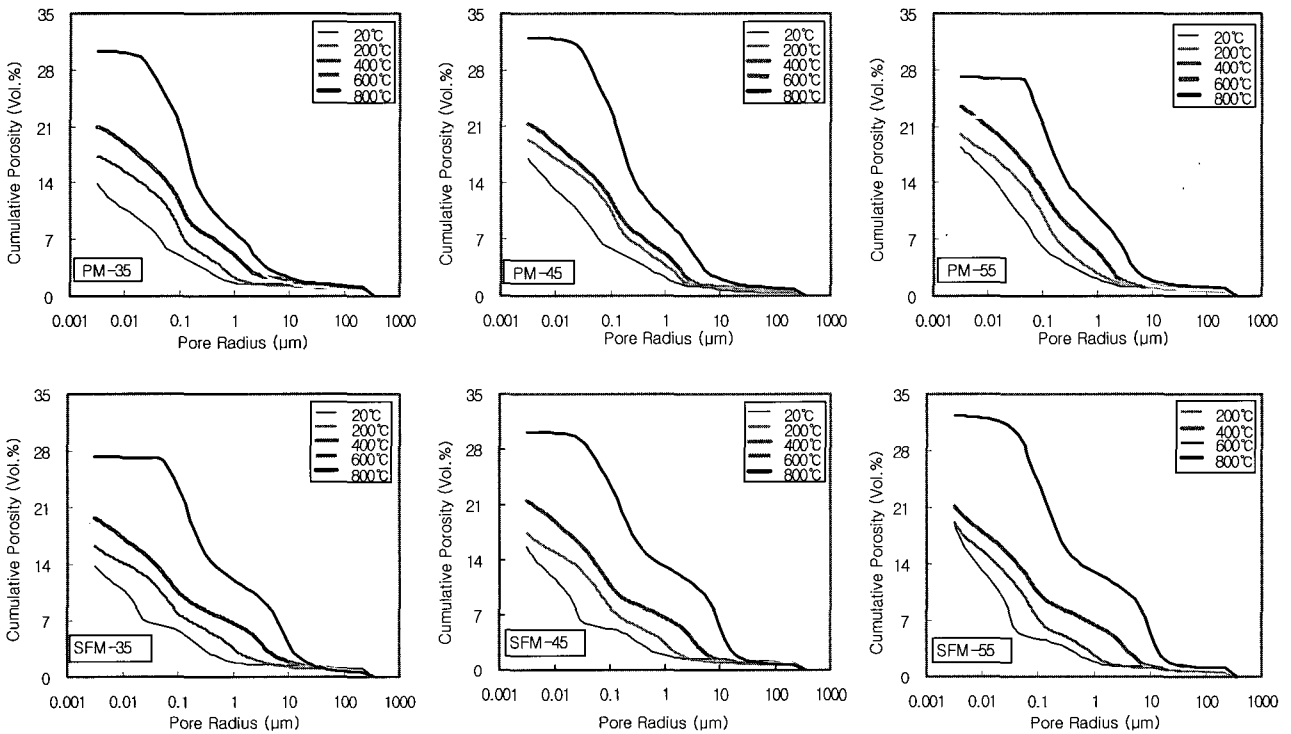 35
28
21
14
7
0
Cumulative Porosity (Vol.%)
20℃
200℃
400℃
600℃
800℃
PM-35
0.001 0.01 0.1 1 10 100 1000
Pore Radius (μm)
35
28
21
14
7
0
Cumulative Porosity (Vol.%)
20℃
200℃
400℃
600℃
800℃
PM-45
0.001 0.01 0.1 1 10 100 1000
Pore Radius (μm)
35
28
21
14
7
0
Cumulative Porosity (Vol.%)
20℃
200℃
400℃
600℃
800℃
PM-55
0.001 0.01 0.1 1 10 100 1000
Pore Radius (μm)
35
28
21
14
7
0
Cumulative Porosity (Vol.%)
20℃
200℃
400℃
600℃
800℃
SFM-35
0.001 0.01 0.1 1 10 100 1000
Pore Radius (μm)
35
28
21
14
7
0
Cumulative Porosity (Vol.%)
20℃
200℃
400℃
600℃
800℃
SFM-45
0.001 0.01 0.1 1 10 100 1000
Pore Radius (μm)
35
28
21
14
7
0
Cumulative Porosity (Vol.%)
200℃
400℃
600℃
800℃
SFM-55
0.001 0.01 0.1 1 10 100 1000
Pore Radius (μm)